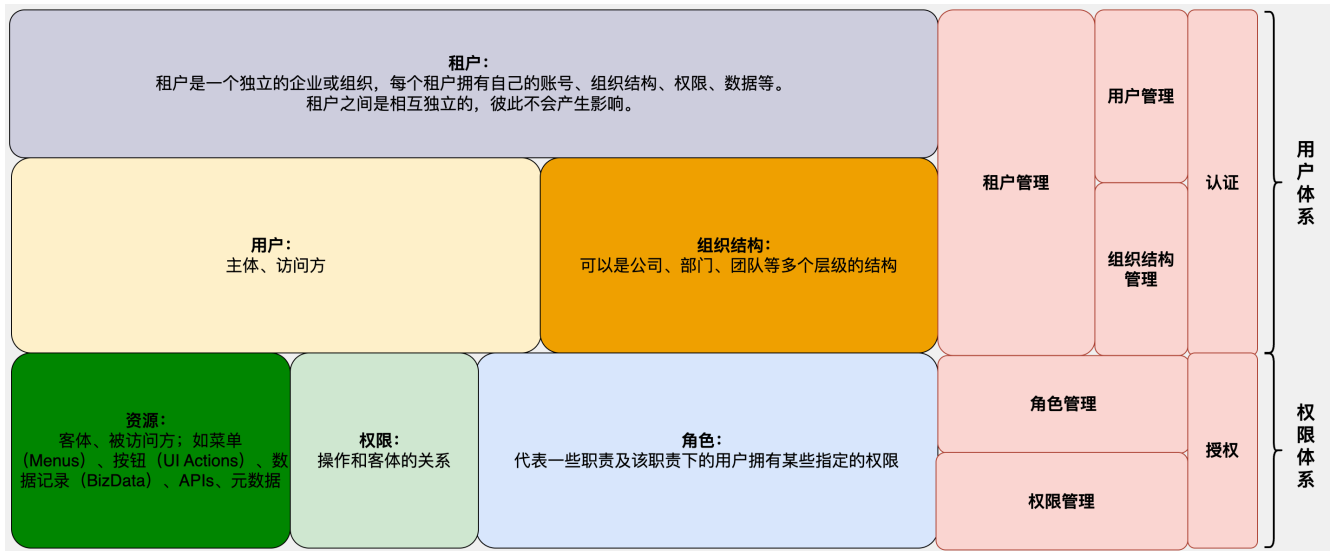 租户：
租户是一个独立的企业或组织，每个租户拥有自己的账号、组织结构、权限、数据等。
租户之间是相互独立的，彼此不会产生影响。
租户管理
用户管理
组织结构
管理
认证
用户体系
用户：
主体、访问方
组织结构：
可以是公司、部门、团队等多个层级的结构
资源：
客体、被访问方；如菜单
（Menus）、按钮（UI Actions）、数
据记录（BizData）、APIs、元数据
权限：
操作和客体的关系
角色：
代表一些职责及该职责下的用户拥有某些指定的权限
角色管理
权限管理
授权
权限体系